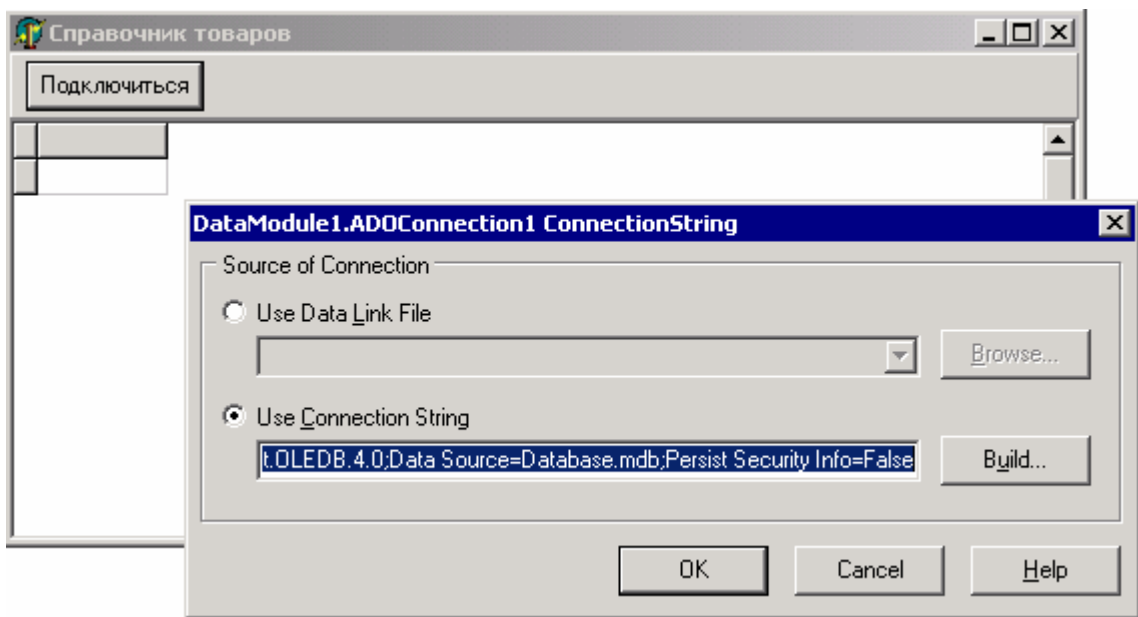 Справочник товаров
Подключиться
DataModule1.ADOConnection1 ConnectionString
Source of Connection
Use Data Link File
Browse...
Use Connection String
t.OLEDB.4.0;Data Source=Database.mdb;Persist Security Info=False
Build...
OK
Cancel
Help